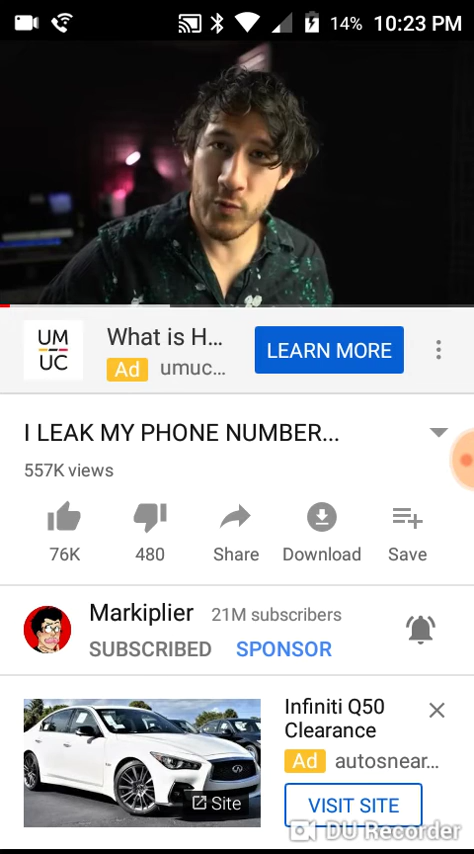 14% 10:23 PM
UM
UC
What is H...
Ad umuc...
LEARN MORE
I LEAK MY PHONE NUMBER...
557K views
76K 480 Share Download Save
Markiplier 21M subscribers
SUBSCRIBED SPONSOR
Infiniti Q50
Clearance
Ad autosnear...
Site
VISIT SITE
DU Recorder